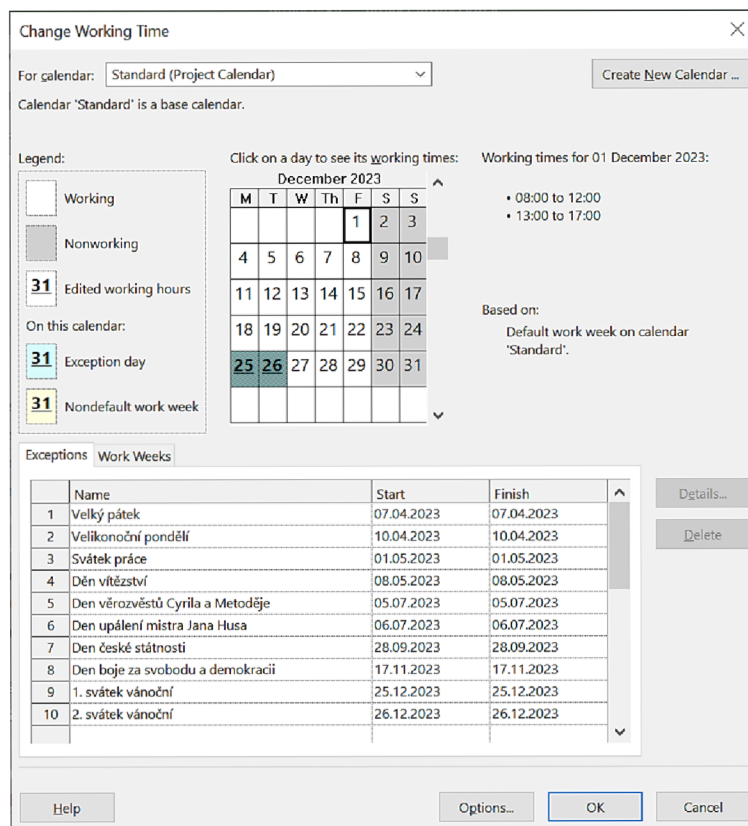 Change Working Time
For calendar: Standard (Project Calendar) Create New Calendar ...
Calendar 'Standard' is a base calendar.
Legend:
Working
Nonworking
31 Edited working hours
On this calendar:
31 Exception day
31 Nondefault work week
Click on a day to see its working times:
December 2023
M T W Th F S S
1 2 3
4 5 6 7 8 9 10
11 12 13 14 15 16 17
18 19 20 21 22 23 24
25 26 27 28 29 30 31
Working times for 01 December 2023:
• 08:00 to 12:00
• 13:00 to 17:00
Based on:
Default work week on calendar
'Standard'.
Exceptions Work Weeks
Name Start Finish
1 Velký pátek 07.04.2023 07.04.2023
2 Velikonoční pondělí 10.04.2023 10.04.2023
3 Svátek práce 01.05.2023 01.05.2023
4 Děn vítězství 08.05.2023 08.05.2023
5 Den věrozvěstů Cyrila a Metoděje 05.07.2023 05.07.2023
6 Den upálení mistra Jana Husa 06.07.2023 06.07.2023
7 Den české státnosti 28.09.2023 28.09.2023
8 Den boje za svobodu a demokracii 17.11.2023 17.11.2023
9 1. svátek vánoční 25.12.2023 25.12.2023
10 2. svátek vánoční 26.12.2023 26.12.2023
Details...
Delete
Help Options... OK Cancel